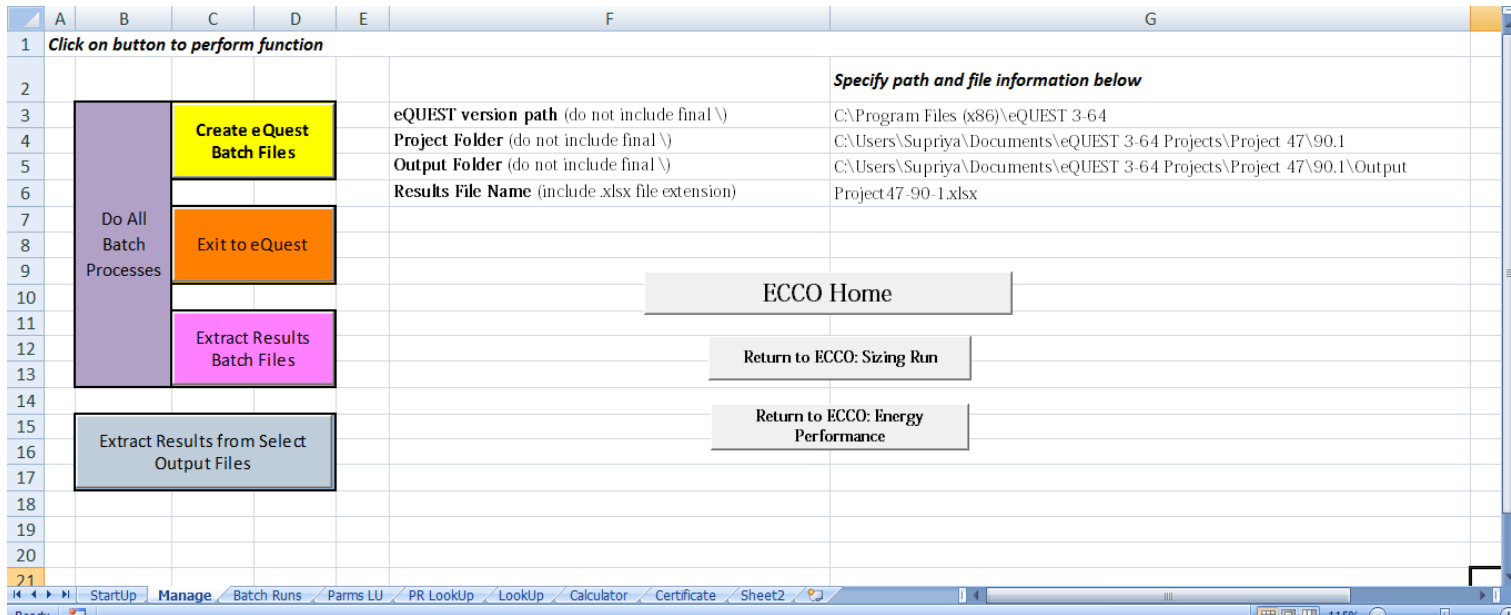 A B C D E F G
1 Click on button to perform function
2 Specify path and file information below
3 eQUEST version path (do not include final \) C:\Program Files (x86)\eQUEST 3-64
Create eQuest
Batch Files
4 Project Folder (do not include final \) C:\Users\Supriya\Documents\eQUEST 3-64 Projects\Project 47\90.1
5 Output Folder (do not include final \) C:\Users\Supriya\Documents\eQUEST 3-64 Projects\Project 47\90.1\Output
6 Results File Name (include .xlsx file extension) Project47-90-1.xlsx
7
Do All
Batch
Processes
8 Exit to eQuest
9
10 ECCO Home
11
Extract Results
Batch Files
12 Return to ECCO: Sizing Run
13
14
15
Return to ECCO: Energy
Performance
16
Extract Results from Select
Output Files
17
18
19
20
21
StartUp Manage Batch Runs Parms LU PR LookUp LookUp Calculator Certificate Sheet2
Ready 115%